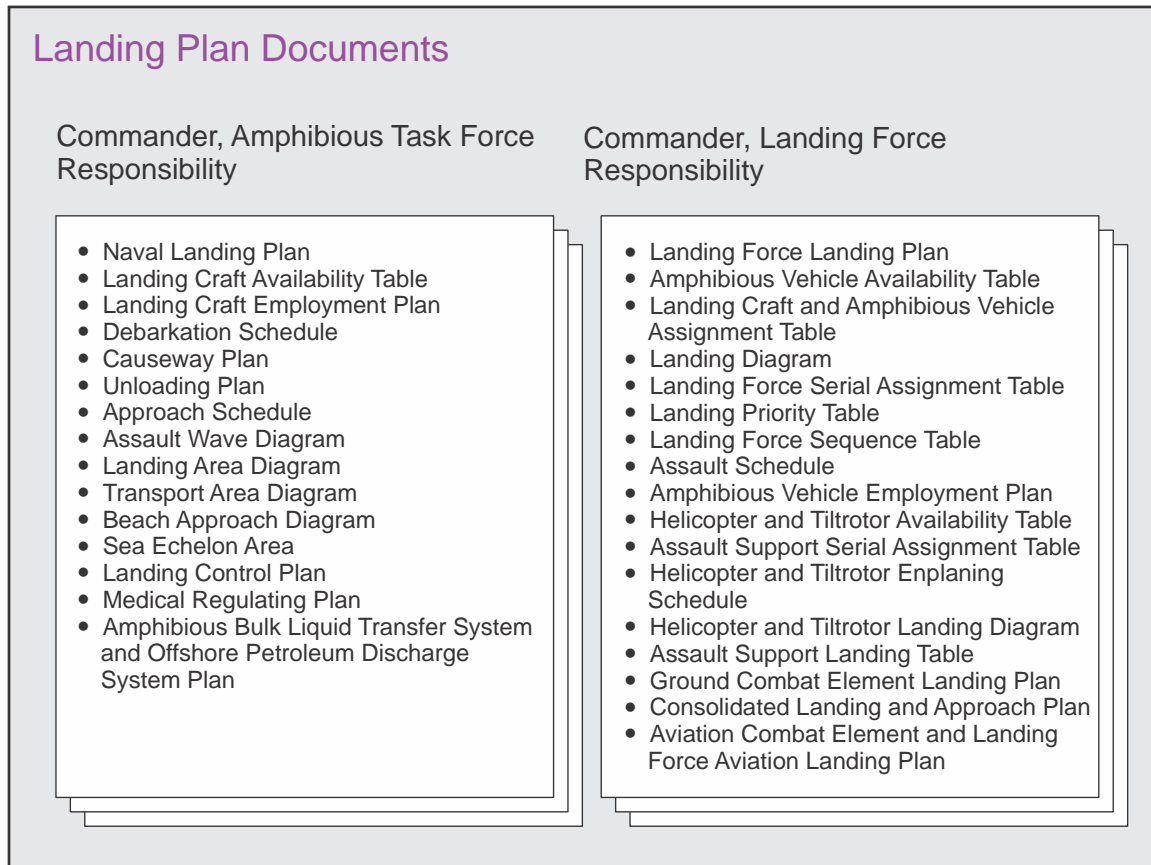 Landing Plan Documents
Commander, Amphibious Task Force
Responsibility
• Naval Landing Plan
• Landing Craft Availability Table
• Landing Craft Employment Plan
• Debarkation Schedule
• Causeway Plan
• Unloading Plan
• Approach Schedule
• Assault Wave Diagram
• Landing Area Diagram
• Transport Area Diagram
• Beach Approach Diagram
• Sea Echelon Area
• Landing Control Plan
• Medical Regulating Plan
• Amphibious Bulk Liquid Transfer System
and Offshore Petroleum Discharge
System Plan
Commander, Landing Force
Responsibility
• Landing Force Landing Plan
• Amphibious Vehicle Availability Table
• Landing Craft and Amphibious Vehicle
Assignment Table
• Landing Diagram
• Landing Force Serial Assignment Table
• Landing Priority Table
• Landing Force Sequence Table
• Assault Schedule
• Amphibious Vehicle Employment Plan
• Helicopter and Tiltrotor Availability Table
• Assault Support Serial Assignment Table
• Helicopter and Tiltrotor Enplaning
Schedule
• Helicopter and Tiltrotor Landing Diagram
• Assault Support Landing Table
• Ground Combat Element Landing Plan
• Consolidated Landing and Approach Plan
• Aviation Combat Element and Landing
Force Aviation Landing Plan